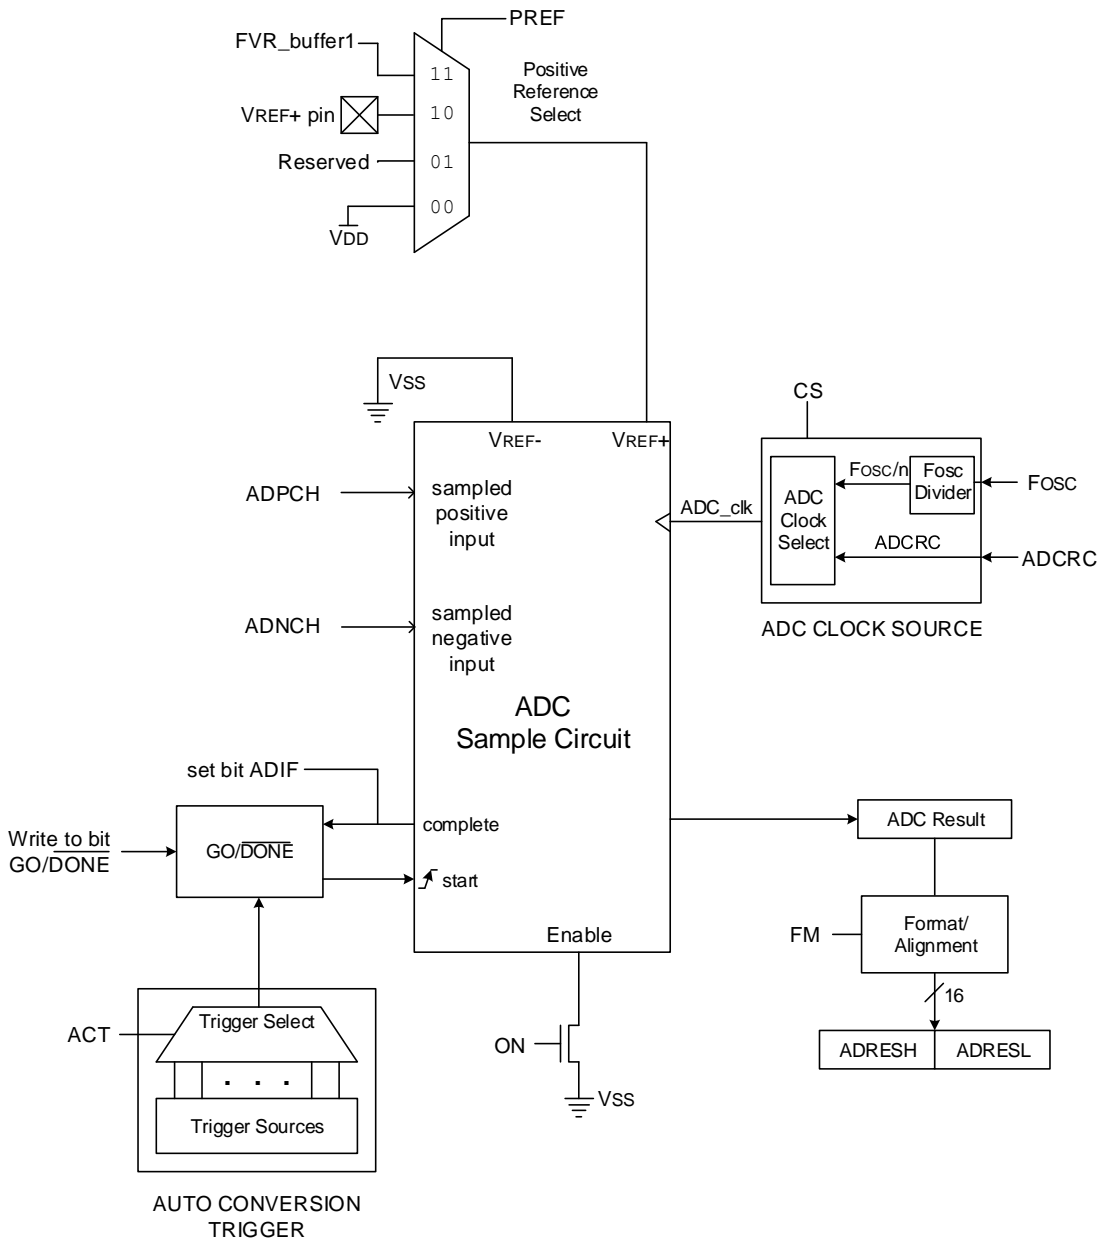 PREF
FVR_buffer1
11
Positive
Reference
Select
VREF+ pin
10
Reserved
01
00
VDD
VSS
VREF-
VREF+
CS
ADPCH
sampled
positive
input
ADC_clk
ADC
Clock
Select
FOSC/n
Fosc
Divider
FOSC
ADCRC
ADCRC
ADC CLOCK SOURCE
ADNCH
sampled
negative
input
ADC
Sample Circuit
set bit ADIF
complete
Write to bit
GO/DONE
GO/DONE
start
ADC Result
Enable
FM
Format/
Alignment
16
ADRESH
ADRESL
ON
VSS
ACT
Trigger Select
. . .
Trigger Sources
AUTO CONVERSION
TRIGGER